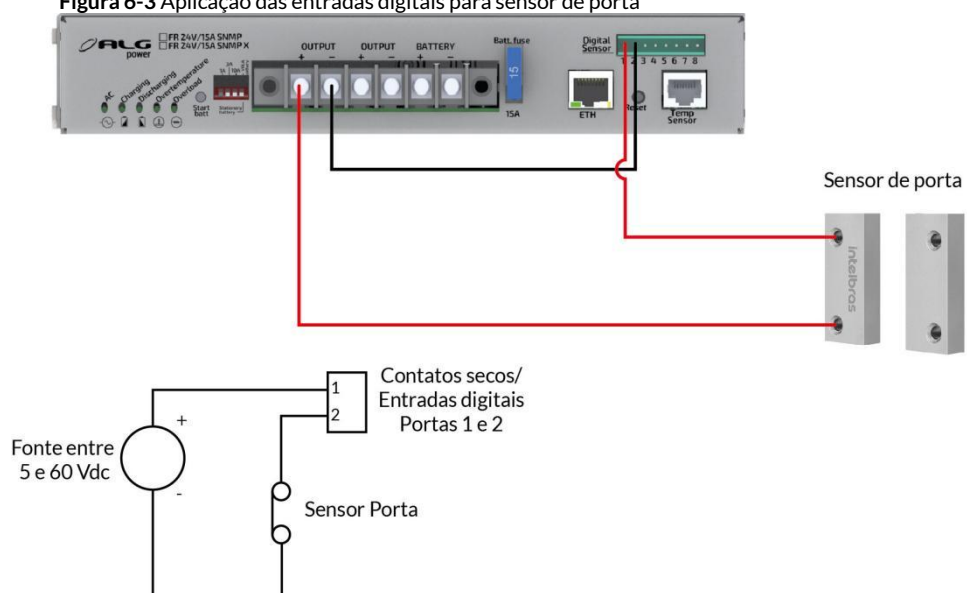 Figura 6-3 Aplicação das entradas digitais para sensor de porta
ALG
power
FR 24V/15A SNMP
FR 24V/15A SNMP X
AC
Charging
Discharging
Overtemperature
Overload
Start
batt
OUTPUT
OUTPUT
BATTERY
+ - + - + -
Batt. fuse
15
15A
ETH
Digital
Sensor
1 2 3 4 5 6 7 8
Reset
Temp
Sensor
Sensor de porta
intelbras
1
2
Contatos secos/
Entradas digitais
Portas 1 e 2
Fonte entre
5 e 60 Vdc
+
-
Sensor Porta